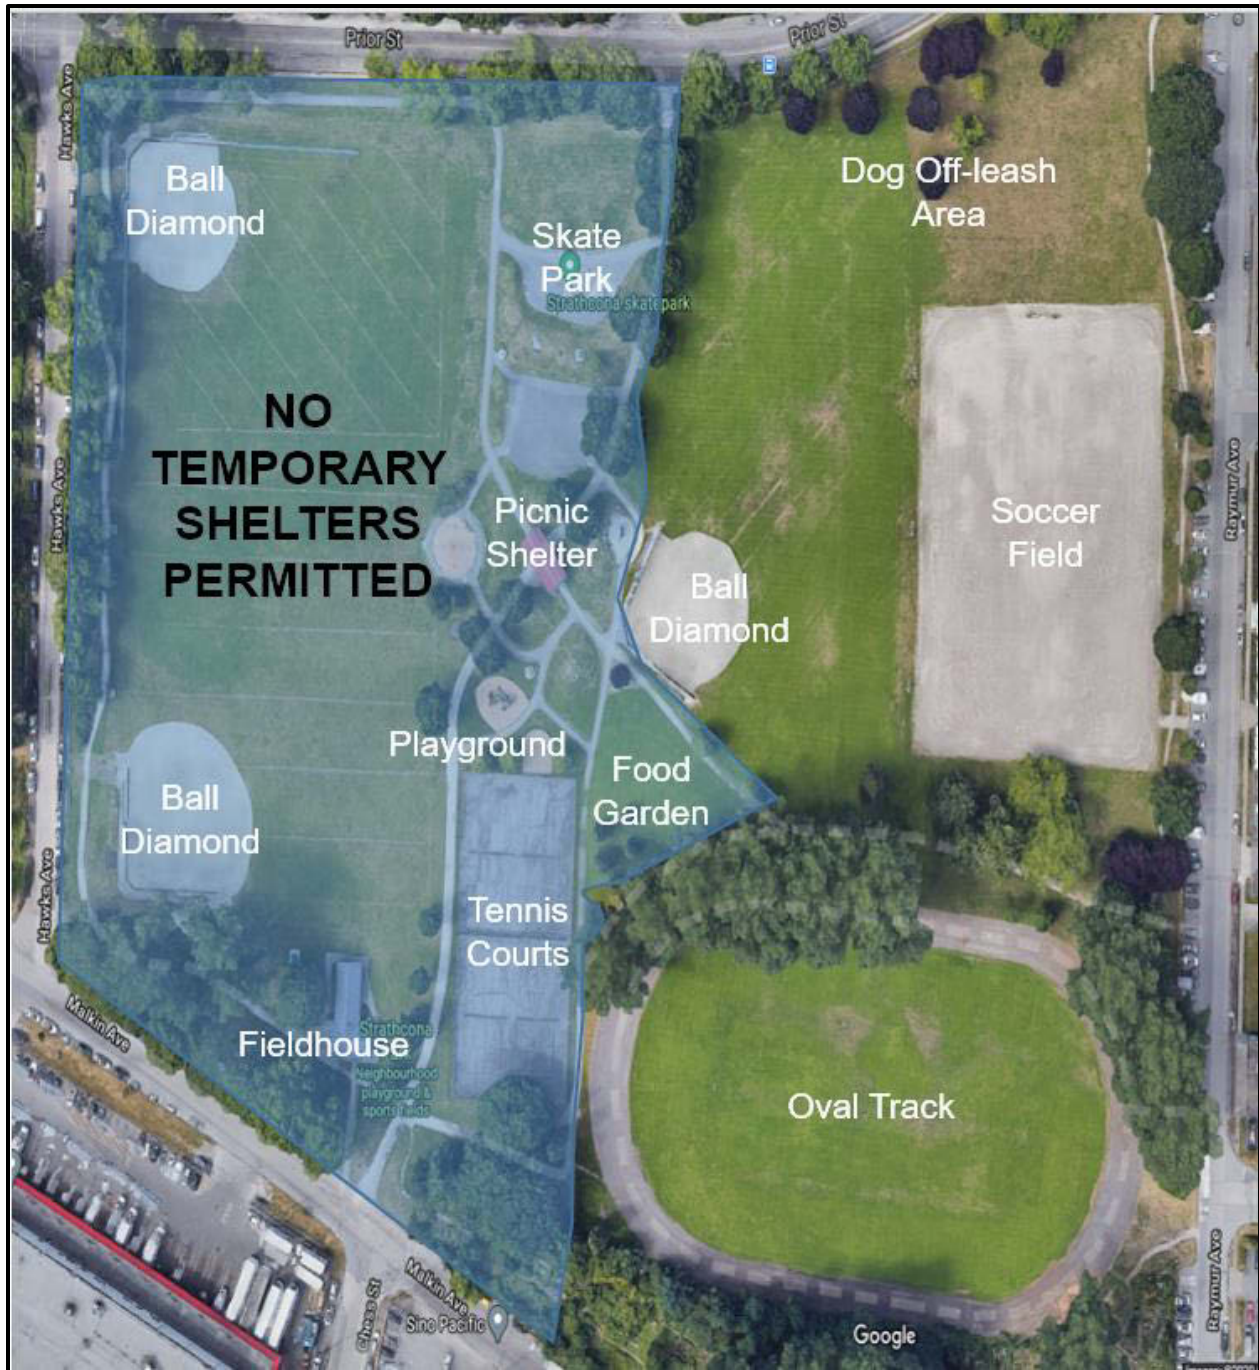 Prior St
Prior St
Hawks Ave
Ball
Diamond
Dog Off-leash
Area
Skate
Park
Strathcona skatepark
NO
TEMPORARY
SHELTERS
PERMITTED
Hawks Ave
Raymur Ave
Picnic
Shelter
Soccer
Field
Ball
Diamond
Playground
Food
Garden
Ball
Diamond
Hawks Ave
Tennis
Courts
Malkin Ave
Fieldhouse
Strathcona
Neighbourhood
playground &
sports fields
Oval Track
Malkin Ave
Sino Pacific
Chess St
Raymur Ave
Google